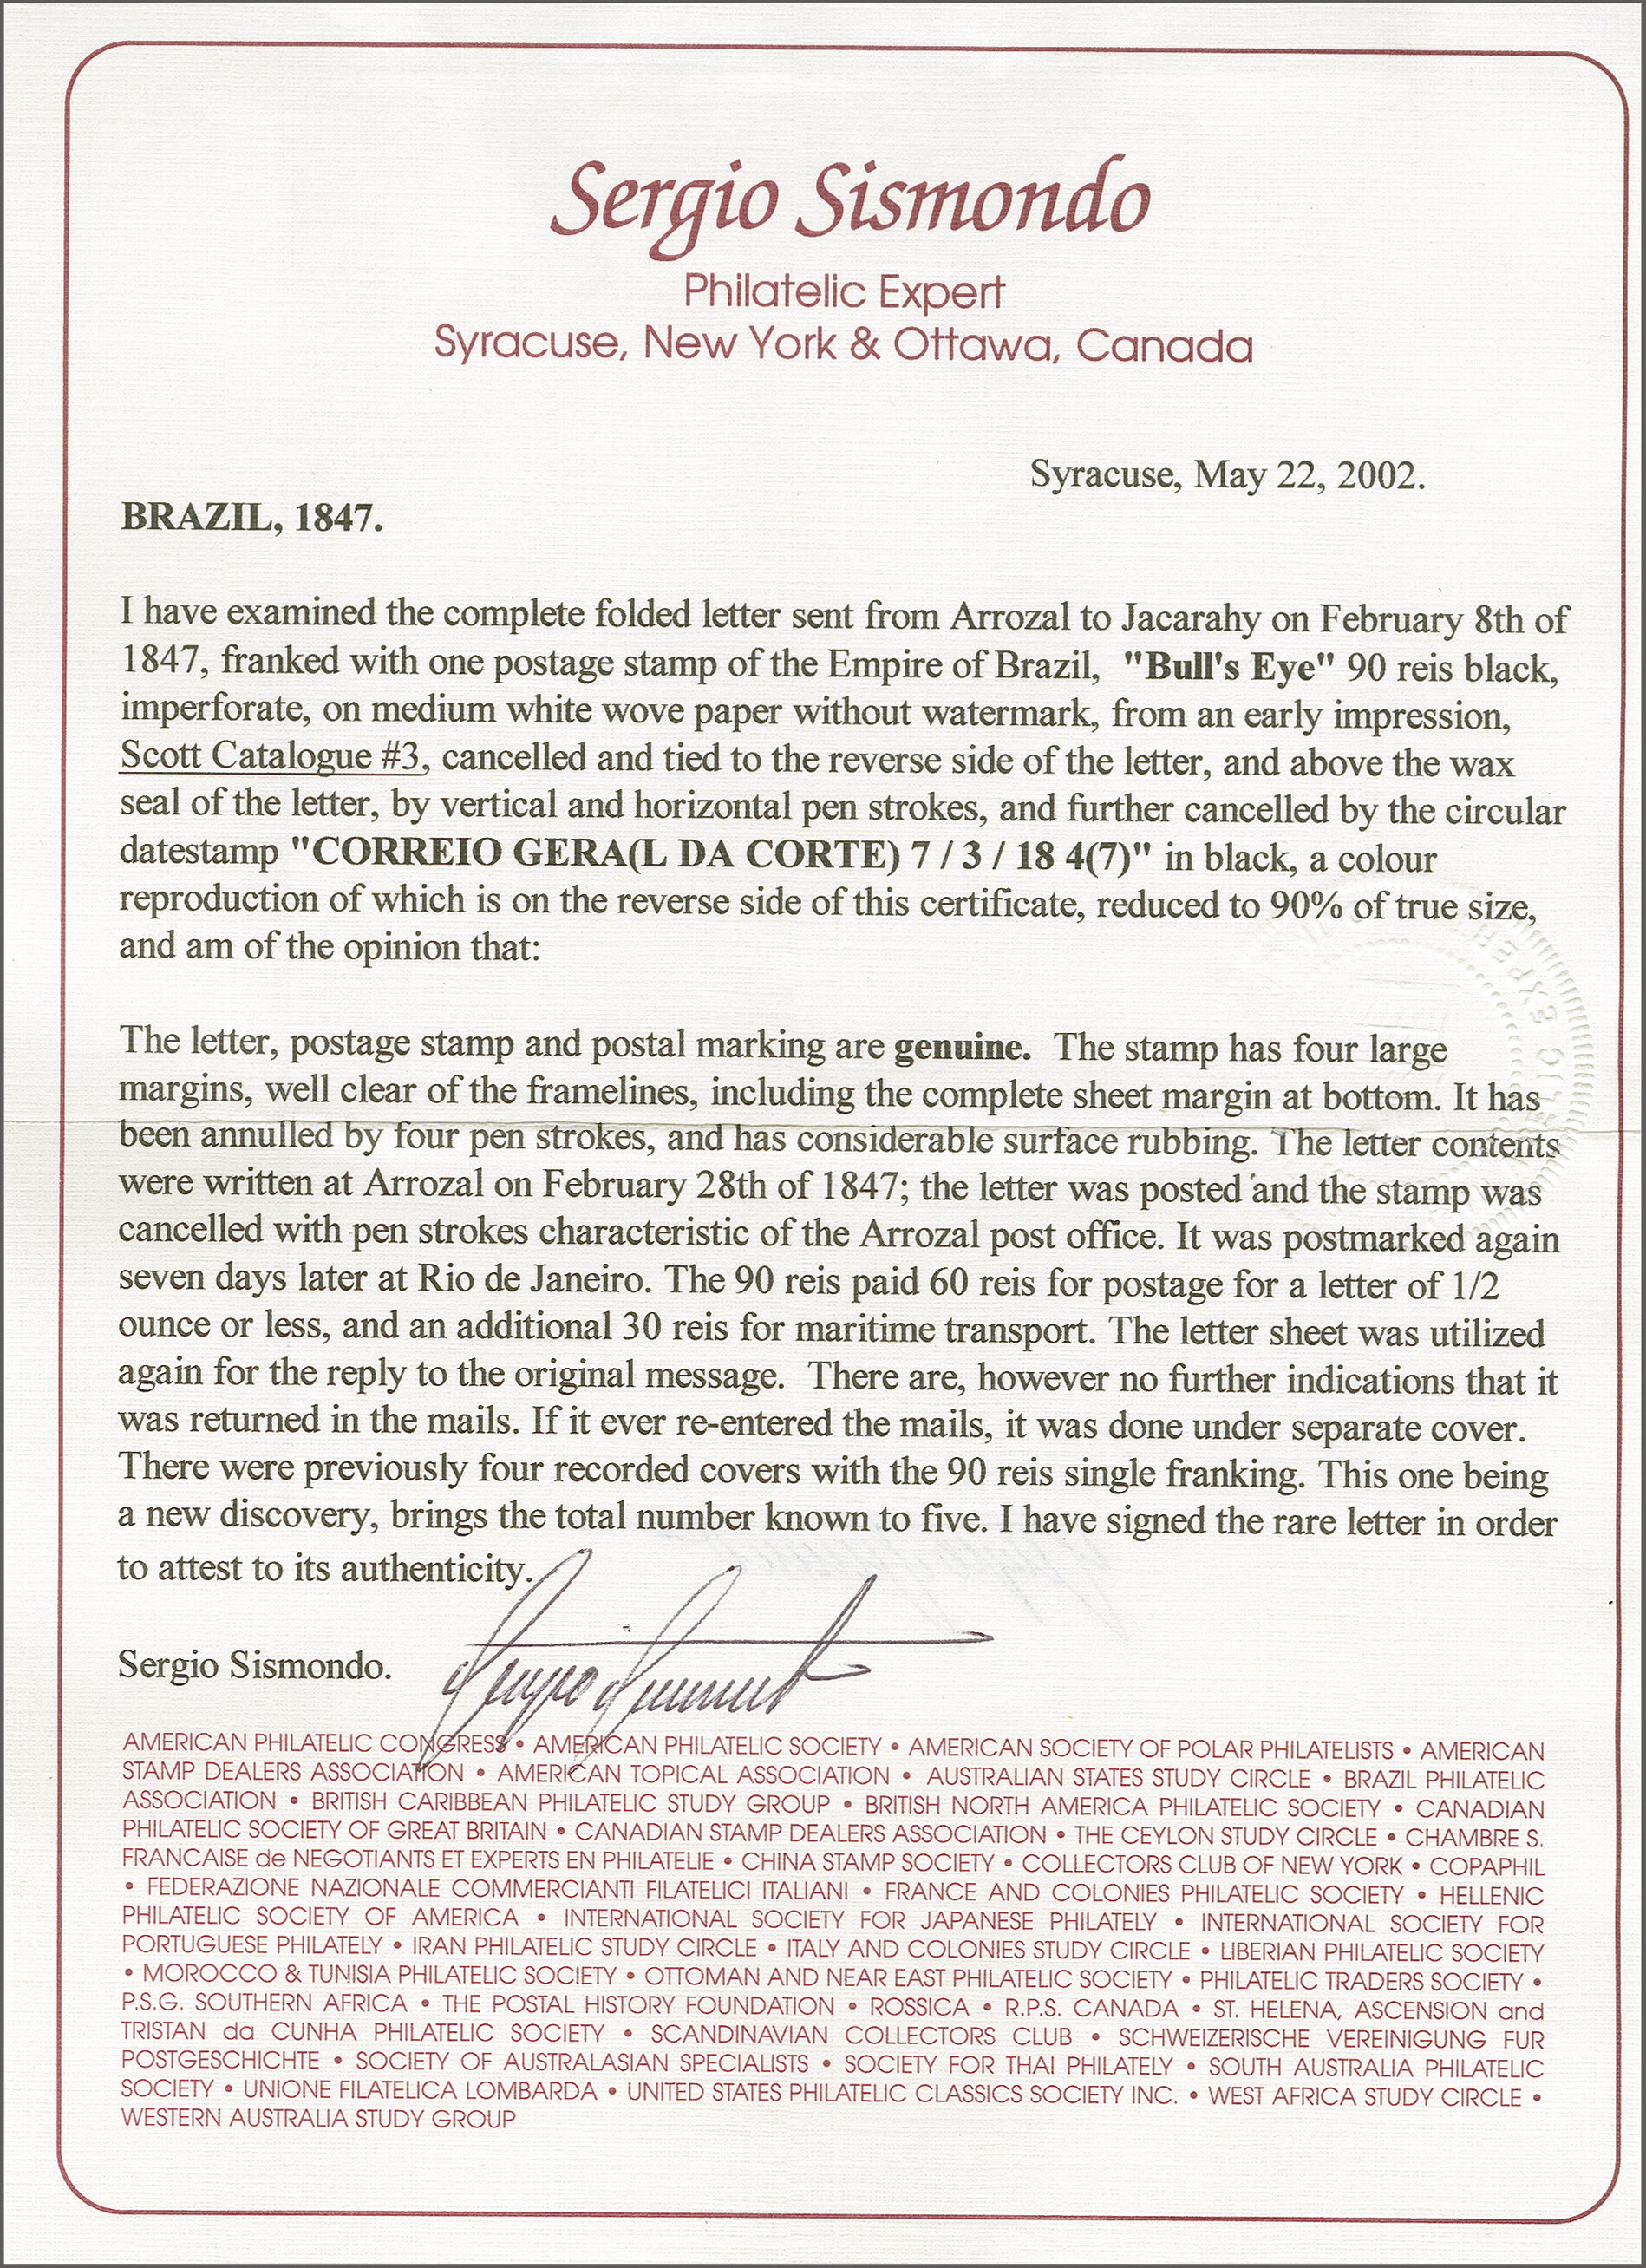 Sergio Sismondo
Philatelic Expert
Syracuse, New York & Ottawa, Canada
Syracuse, May 22, 2002.
BRAZIL, 1847.
I have examined the complete folded letter sent from Arrozal to Jacarahy on February 8th of
1847, franked with one postage stamp of the Empire of Brazil, "Bull's Eye" 90 reis black,
imperforate, on medium white wove paper without watermark, from an early impression,
Scott Catalogue #3, cancelled and tied to the reverse side of the letter, and above the wax
seal of the letter, by vertical and horizontal pen strokes, and further cancelled by the circular
datestamp "CORREIO GERA(L DA CORTE) 7 / 3 / 18 4(7)" in black, a colour
reproduction of which is on the reverse side of this certificate, reduced to 90% of true size,
and am of the opinion that:
The letter, postage stamp and postal marking are genuine. The stamp has four large
margins, well clear of the framelines, including the complete sheet margin at bottom. It has
been annulled by four pen strokes, and has considerable surface rubbing. The letter contents
were written at Arrozal on February 28th of 1847; the letter was posted and the stamp was
cancelled with pen strokes characteristic of the Arrozal post office. It was postmarked again
seven days later at Rio de Janeiro. The 90 reis paid 60 reis for postage for a letter of 1/2
ounce or less, and an additional 30 reis for maritime transport. The letter sheet was utilized
again for the reply to the original message. There are, however no further indications that it
was returned in the mails. If it ever re-entered the mails, it was done under separate cover.
There were previously four recorded covers with the 90 reis single franking. This one being
a new discovery, brings the total number known to five. I have signed the rare letter in order
to attest to its authenticity.
Sergio Sismondo.
AMERICAN PHILATELIC CONGRESS • AMERICAN PHILATELIC SOCIETY • AMERICAN SOCIETY OF POLAR PHILATELISTS • AMERICAN
STAMP DEALERS ASSOCIATION • AMERICAN TOPICAL ASSOCIATION • AUSTRALIAN STATES STUDY CIRCLE • BRAZIL PHILATELIC
ASSOCIATION • BRITISH CARIBBEAN PHILATELIC STUDY GROUP • BRITISH NORTH AMERICA PHILATELIC SOCIETY • CANADIAN
PHILATELIC SOCIETY OF GREAT BRITAIN • CANADIAN STAMP DEALERS ASSOCIATION • THE CEYLON STUDY CIRCLE • CHAMBRE S.
FRANCAISE de NEGOTIANTS ET EXPERTS EN PHILATELIE • CHINA STAMP SOCIETY • COLLECTORS CLUB OF NEW YORK • COPAPHIL
• FEDERAZIONE NAZIONALE COMMERCIANTI FILATELICI ITALIANI • FRANCE AND COLONIES PHILATELIC SOCIETY • HELLENIC
PHILATELIC SOCIETY OF AMERICA • INTERNATIONAL SOCIETY FOR JAPANESE PHILATELY • INTERNATIONAL SOCIETY FOR
PORTUGUESE PHILATELY • IRAN PHILATELIC STUDY CIRCLE • ITALY AND COLONIES STUDY CIRCLE • LIBERIAN PHILATELIC SOCIETY
• MOROCCO & TUNISIA PHILATELIC SOCIETY • OTTOMAN AND NEAR EAST PHILATELIC SOCIETY • PHILATELIC TRADERS SOCIETY •
P.S.G. SOUTHERN AFRICA • THE POSTAL HISTORY FOUNDATION • ROSSICA • R.P.S. CANADA • ST. HELENA, ASCENSION and
TRISTAN da CUNHA PHILATELIC SOCIETY • SCANDINAVIAN COLLECTORS CLUB • SCHWEIZERISCHE VEREINIGUNG FUR
POSTGESCHICHTE • SOCIETY OF AUSTRALASIAN SPECIALISTS • SOCIETY FOR THAI PHILATELY • SOUTH AUSTRALIA PHILATELIC
SOCIETY • UNIONE FILATELICA LOMBARDA • UNITED STATES PHILATELIC CLASSICS SOCIETY INC. • WEST AFRICA STUDY CIRCLE •
WESTERN AUSTRALIA STUDY GROUP